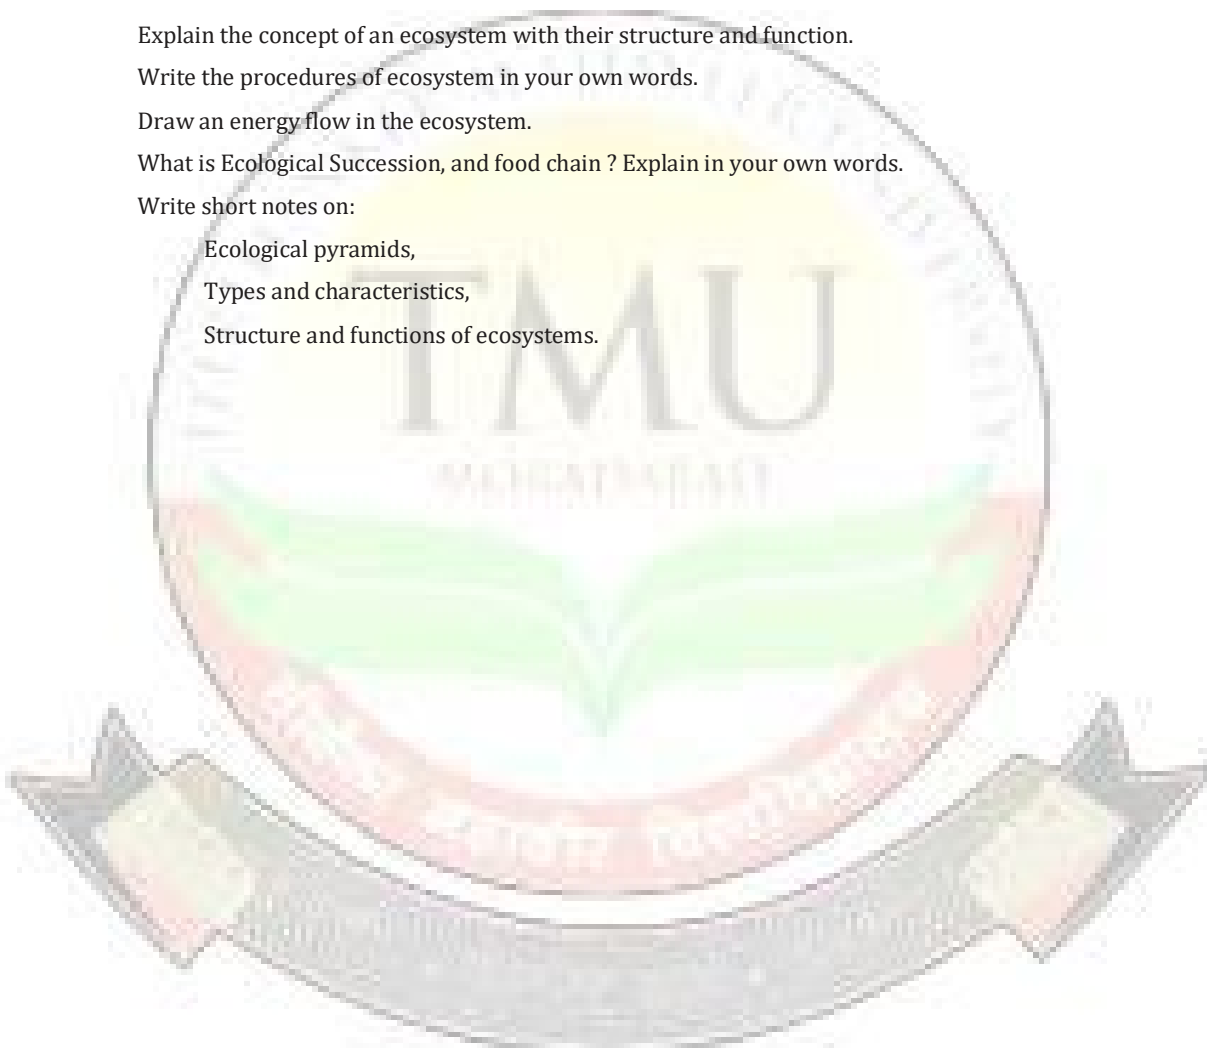 Explain the concept of an ecosystem with their structure and function.
Write the procedures of ecosystem in your own words.
Draw an energy flow in the ecosystem.
What is Ecological Succession, and food chain ? Explain in your own words.
Write short notes on:
Ecological pyramids,
Types and characteristics,
Structure and functions of ecosystems.
TMU
MORADABAD